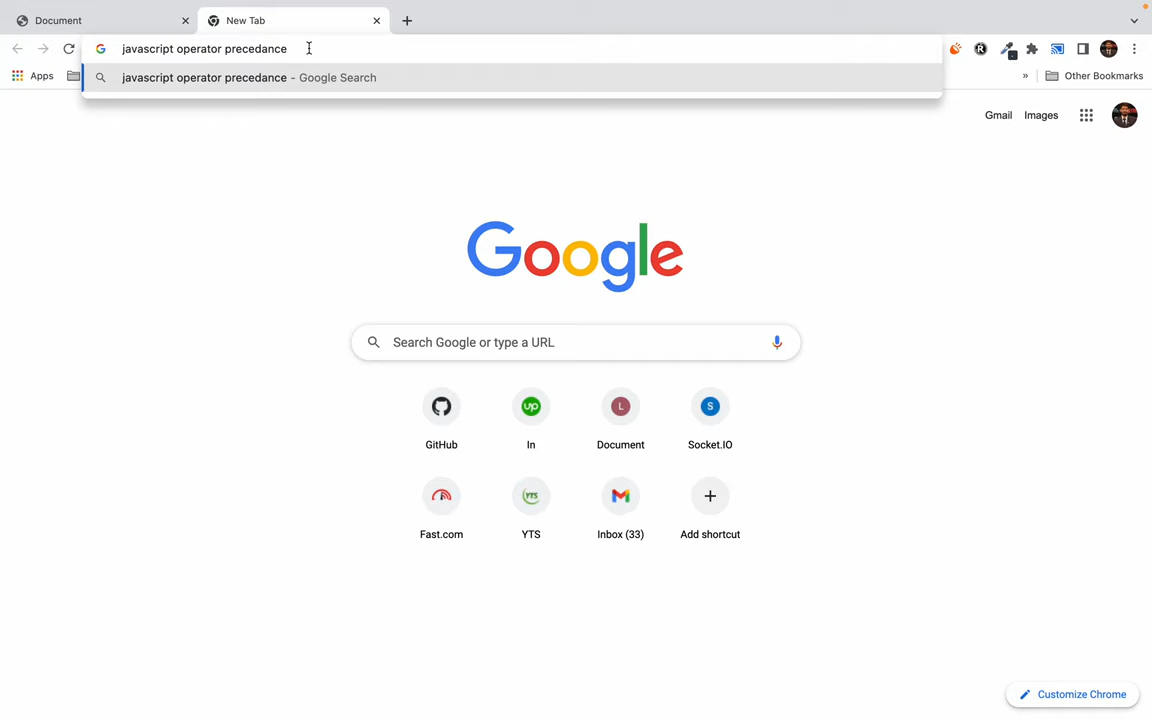 Document
New Tab
javascript operator precedance
javascript operator precedance - Google Search
Apps
» Other Bookmarks
Gmail Images
Google
Search Google or type a URL
GitHub In Document Socket.IO
Fast.com YTS Inbox (33) Add shortcut
Customize Chrome